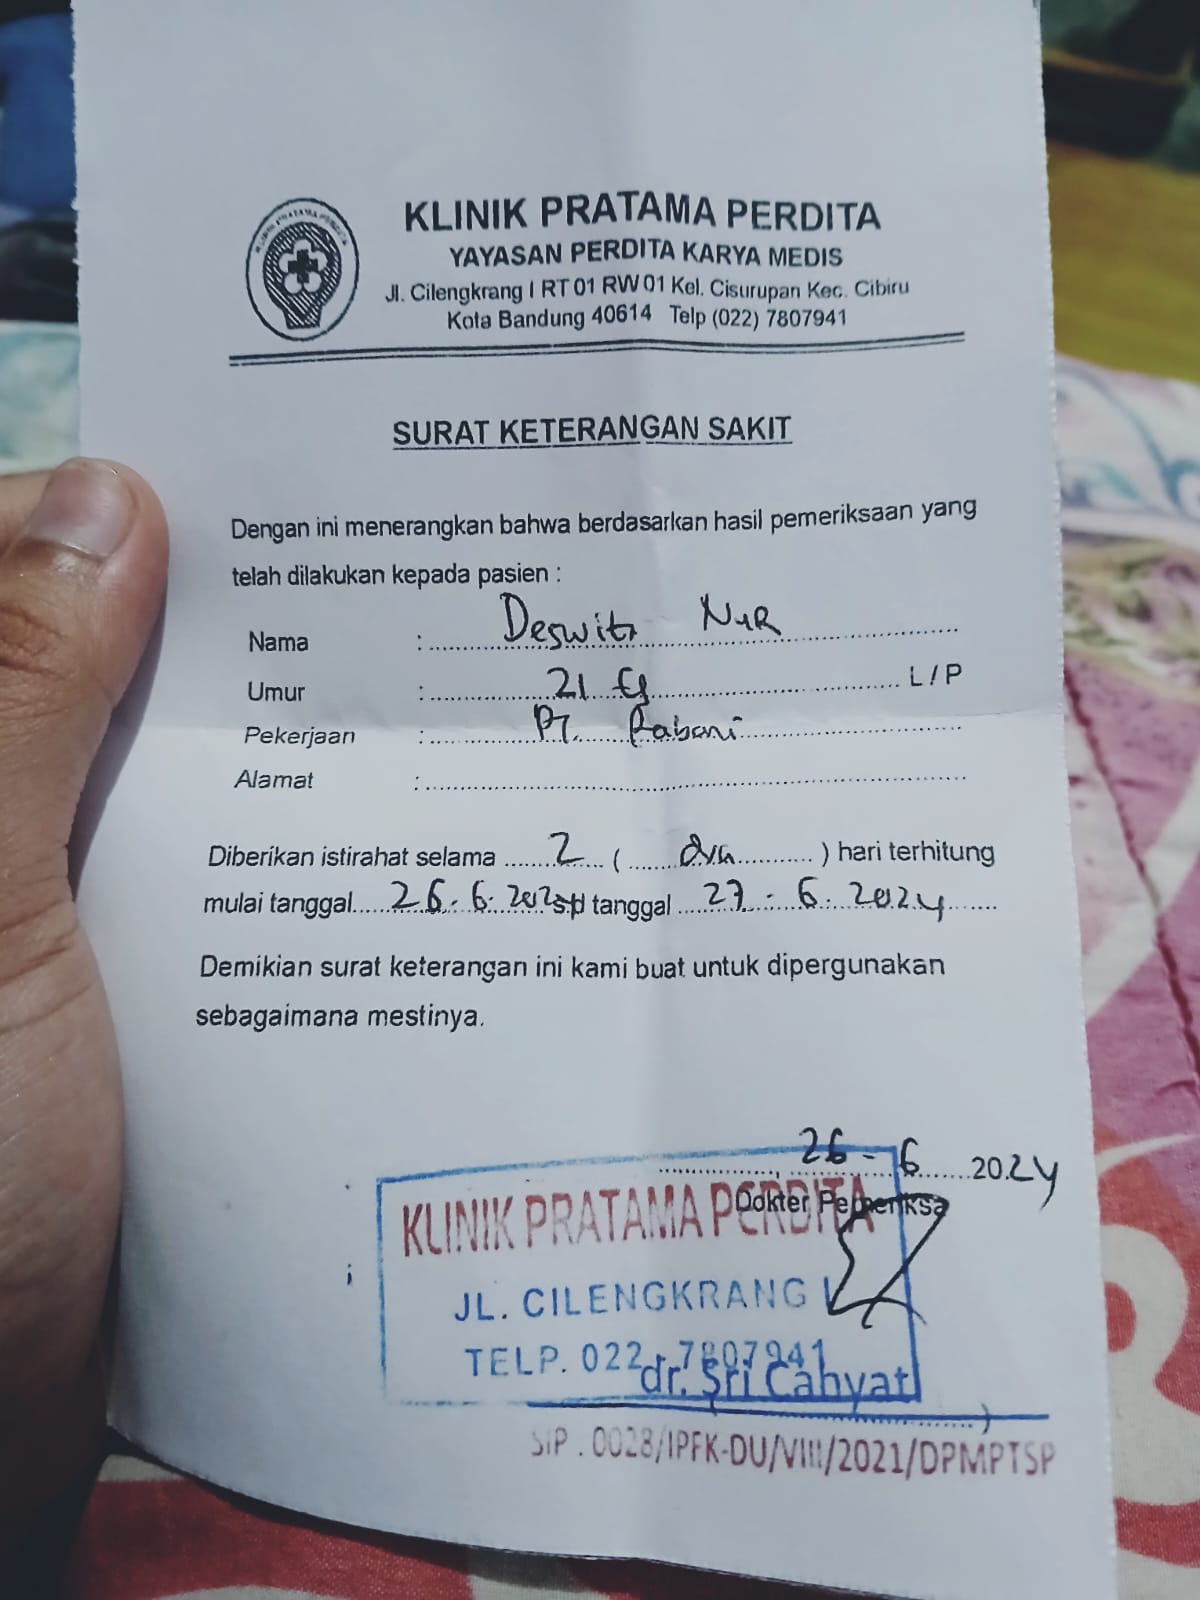 KLINIK PRATAMA PERDITA
KLINIK PRATAMA PERDITA
YAYASAN PERDITA KARYA MEDIS
Jl. Cilengkrang I RT 01 RW 01 Kel. Cisurupan Kec. Cibiru
Kota Bandung 40614 Telp (022) 7807941
SURAT KETERANGAN SAKIT
Dengan ini menerangkan bahwa berdasarkan hasil pemeriksaan yang
telah dilakukan kepada pasien :
Nama : Deswita NuR
Umur : 21 L / P
Pekerjaan : PT. Rabani
Alamat :
Diberikan istirahat selama 2 ( dua ) hari terhitung
mulai tanggal 26.6.2024 s/d tanggal 27-6.2024
Demikian surat keterangan ini kami buat untuk dipergunakan
sebagaimana mestinya.
26-6 2024
Dokter Pemeriksa
KLINIK PRATAMA PERDITA
JL. CILENGKRANG I
TELP. 022 - 7807941
dr. Sri Cahyati
SIP . 0028/IPFK-DU/VIII/2021/DPMPTSP